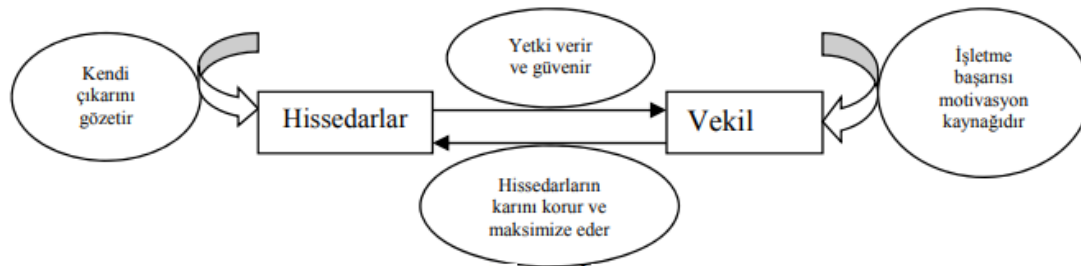 Kendi
çıkarını
gözetir
Hissedarlar
Yetki verir
ve güvenir
Hissedarların
karını korur ve
maksimize eder
Vekil
İşletme
başarısı
motivasyon
kaynağıdır